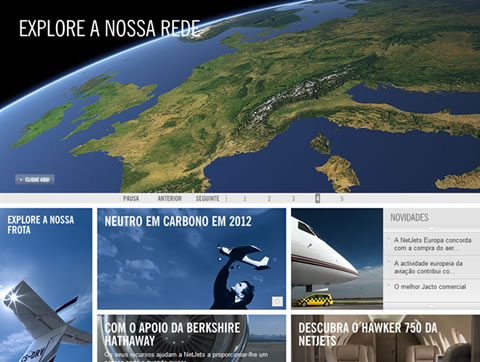 EXPLORE A NOSSA REDE
CLIQUE AQUI
PAUSA ANTERIOR SEGUINTE 1 2 3 4 5
EXPLORE A NOSSA
FROTA
NEUTRO EM CARBONO EM 2012
NOVIDADES
A NetJets Europa concorda
com a compra do aer...
A actividade europeia da
aviação contribui co...
O melhor Jacto comercial
COM O APOIO DA BERKSHIRE
HATHAWAY
Os seus recursos ajudam a NetJets a proporcionar-lhe um
DESCUBRA O HAWKER 750 DA
NETJETS